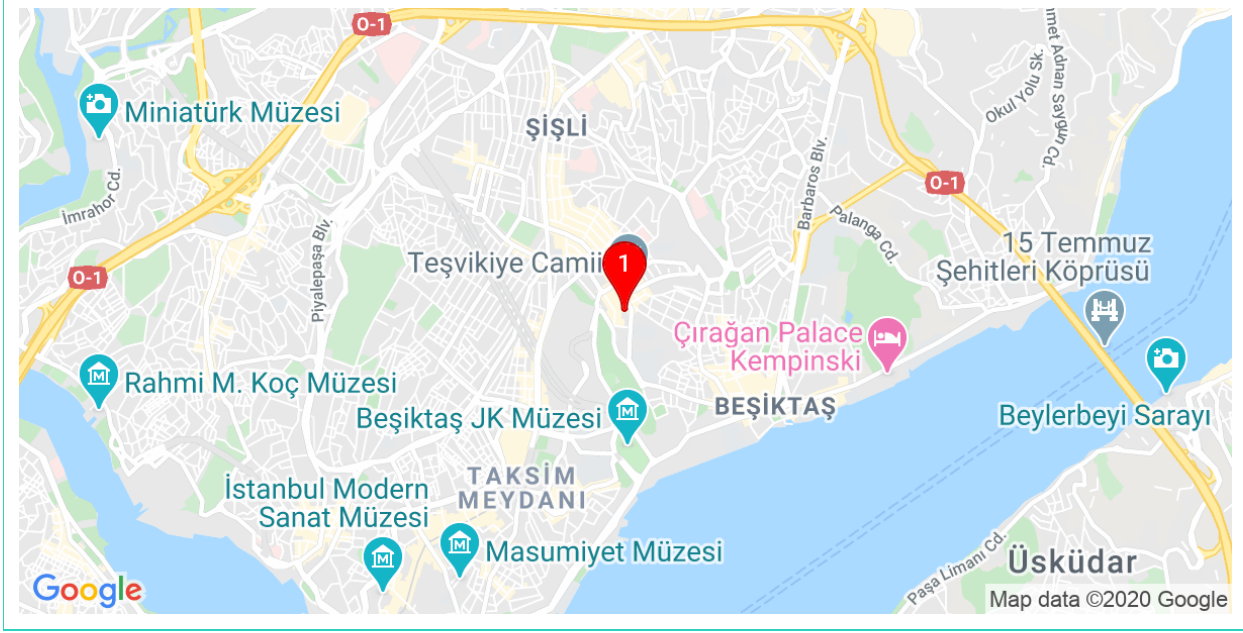 O-1
Miniatürk Müzesi
ŞİŞLİ
Okul Yolu Sk.
hmet Adnan Saygun Cd.
İmrahor Cd.
Barbaros Blv.
O-1
Palanga Cd.
Piyalepaşa Blv.
Teşvikiye Camii
1
15 Temmuz
Şehitleri Köprüsü
O-1
Çırağan Palace
Kempinski
Rahmi M. Koç Müzesi
Beşiktaş JK Müzesi
BEŞİKTAŞ
Beylerbeyi Sarayı
TAKSİM
MEYDANI
İstanbul Modern
Sanat Müzesi
Masumiyet Müzesi
Paşa Limanı Cd.
Üsküdar
Google
Map data ©2020 Google